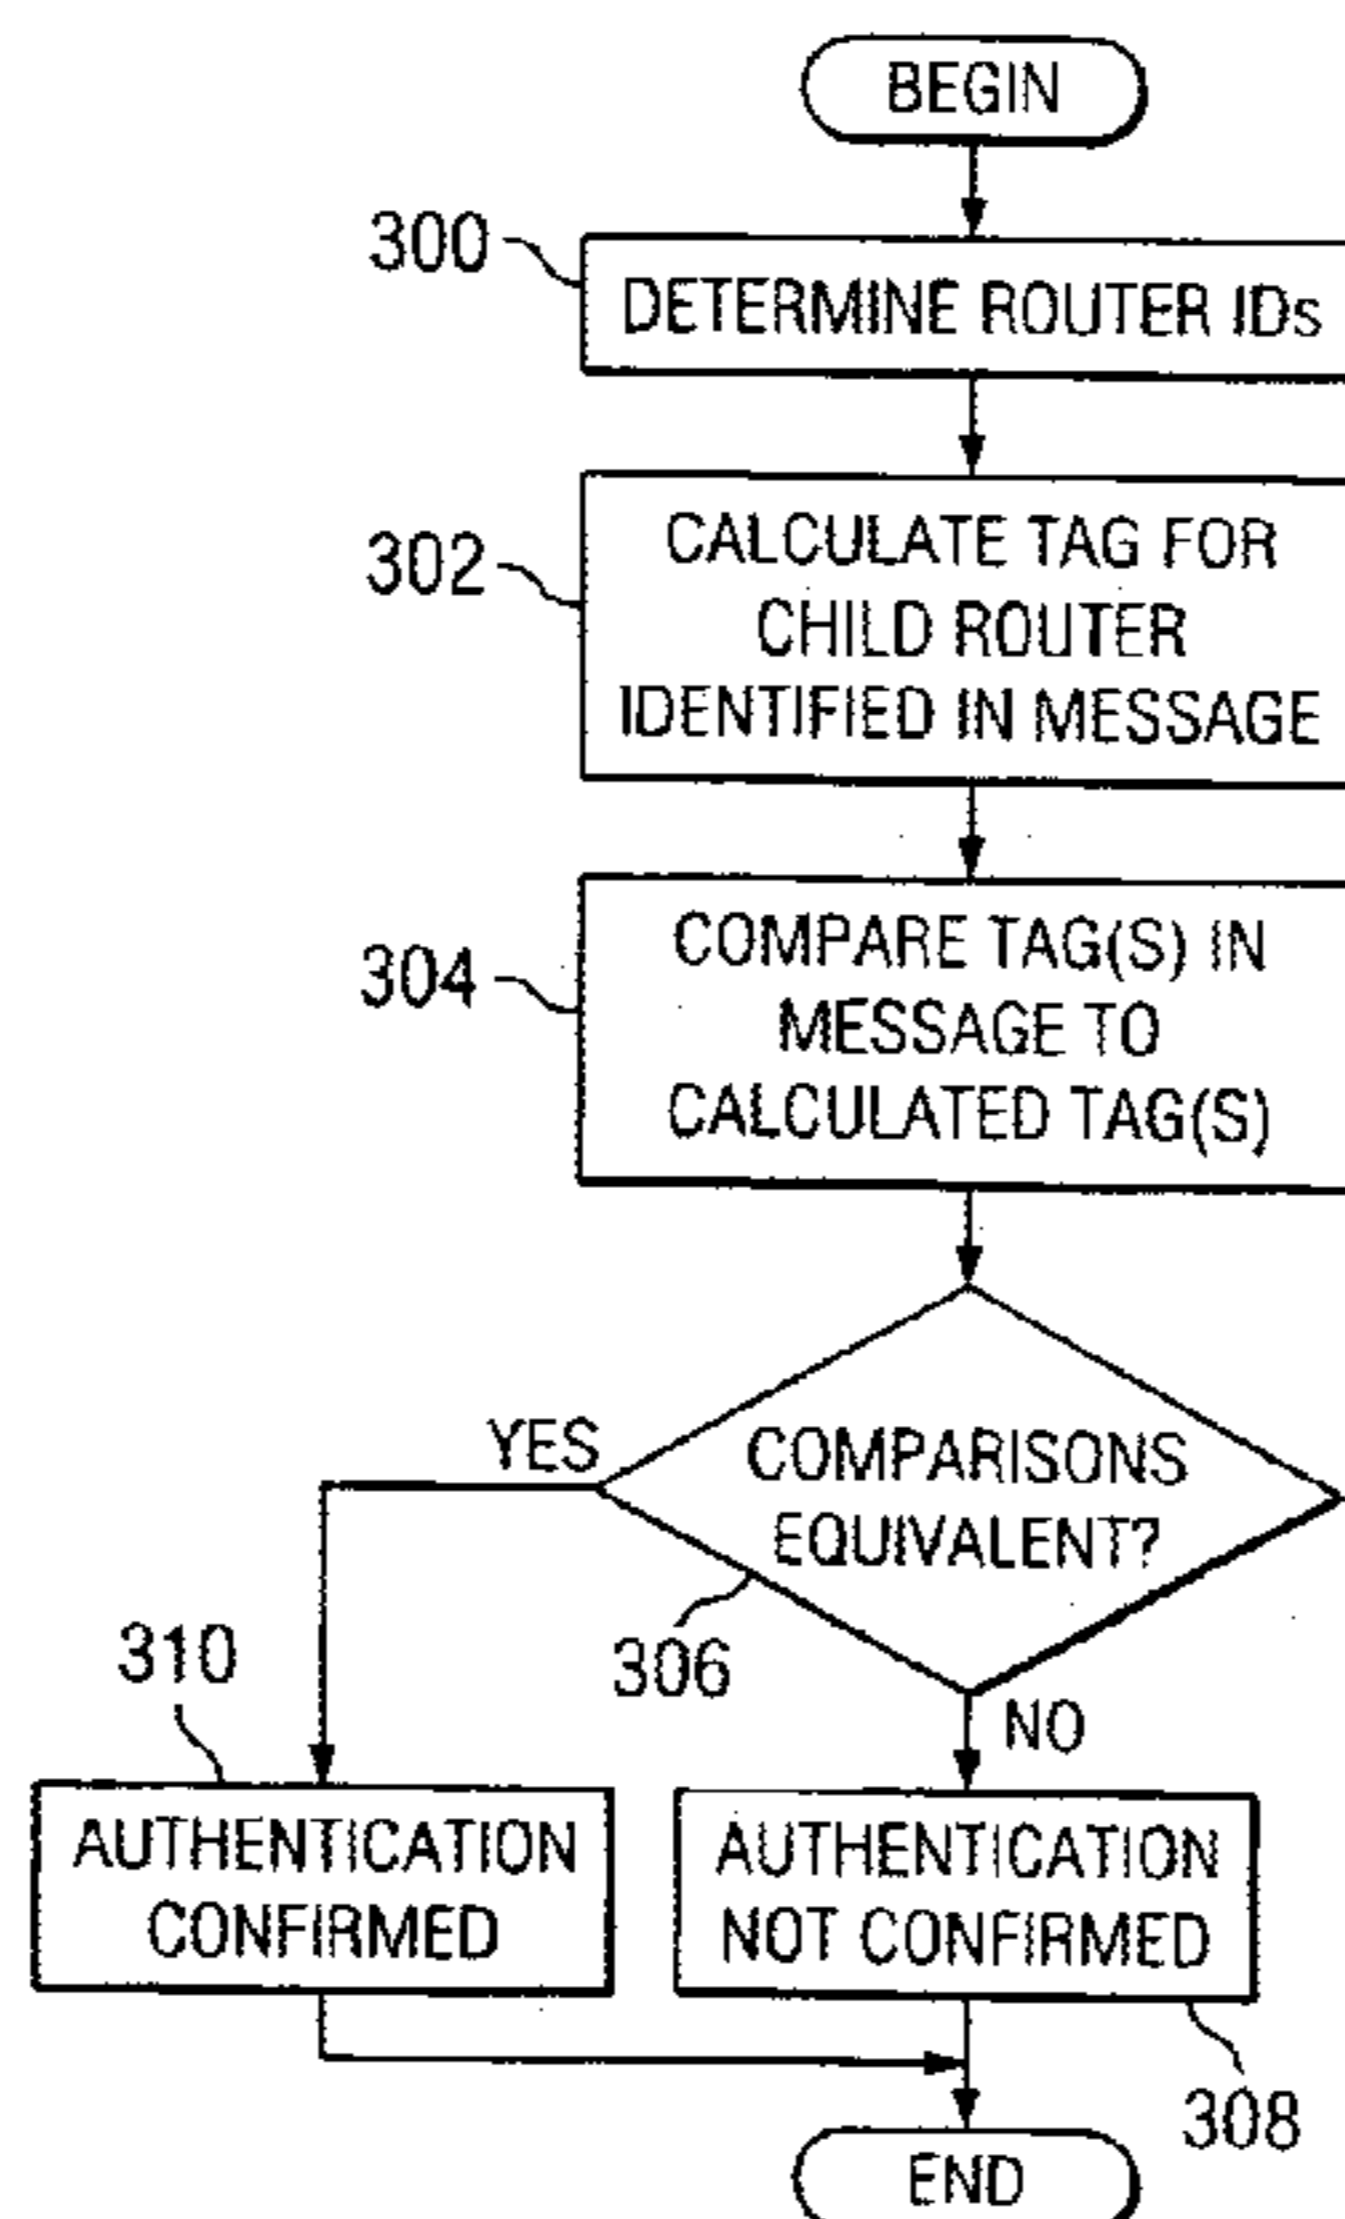 BEGIN
300
DETERMINE ROUTER IDs
302
CALCULATE TAG FOR
CHILD ROUTER
IDENTIFIED IN MESSAGE
304
COMPARE TAG(S) IN
MESSAGE TO
CALCULATED TAG(S)
YES
COMPARISONS
EQUIVALENT?
306
NO
310
AUTHENTICATION
CONFIRMED
AUTHENTICATION
NOT CONFIRMED
308
END